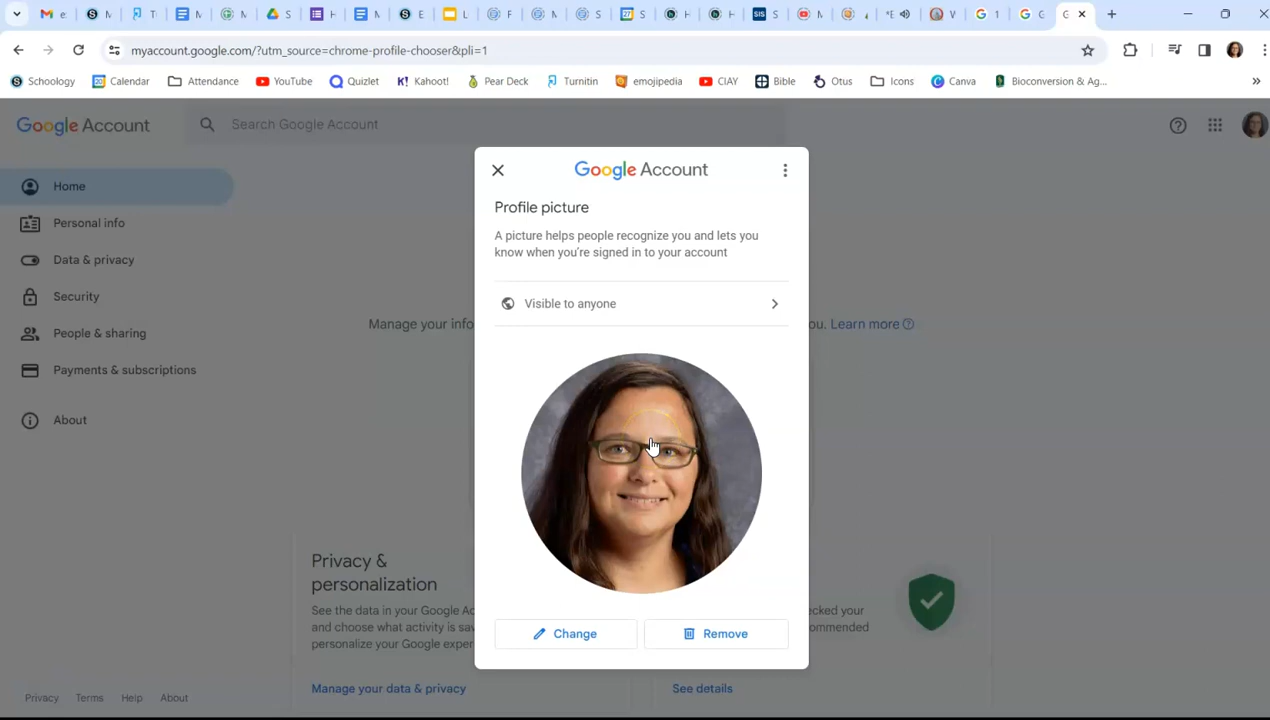 e
M
T
M
M
S
H
M
E
L
F
M
S
S
H
H
SIS S
M
"E
1
G
myaccount.google.com/?utm_source=chrome-profile-chooser&pli=1
Schoology Calendar Attendance YouTube Quizlet Kahoot! Pear Deck Turnitin emojipedia CIAY Bible Otus Icons Canva Bioconversion & Ag... »
Google Account Search Google Account
Home
Personal info
Data & privacy
Security
People & sharing
Payments & subscriptions
About
Google Account
Profile picture
A picture helps people recognize you and lets you
know when you're signed in to your account
Visible to anyone
Manage your info
u. Learn more
Change
Remove
Privacy &
personalization
See the data in your Google Ac
and choose what activity is sav
personalize your Google exper
cked your
ommended
Manage your data & privacy
See details
Privacy Terms Help About